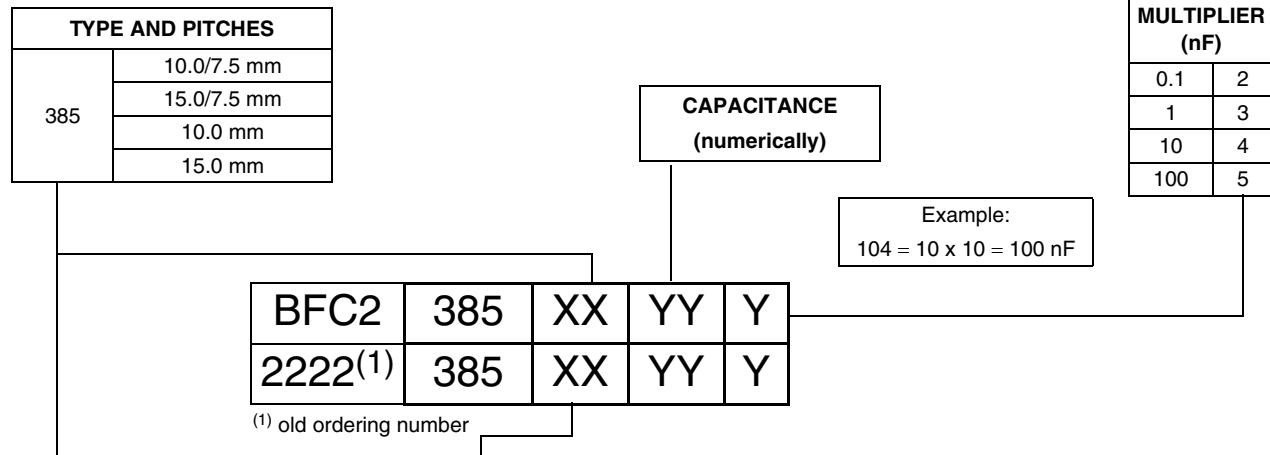 TYPE AND PITCHES
385
10.0/7.5 mm
15.0/7.5 mm
10.0 mm
15.0 mm
CAPACITANCE
(numerically)
MULTIPLIER
(nF)
0.1 2
1 3
10 4
100 5
Example:
104 = 10 x 10 = 100 nF
BFC2 385 XX YY Y
2222(1) 385 XX YY Y
(1) old ordering number